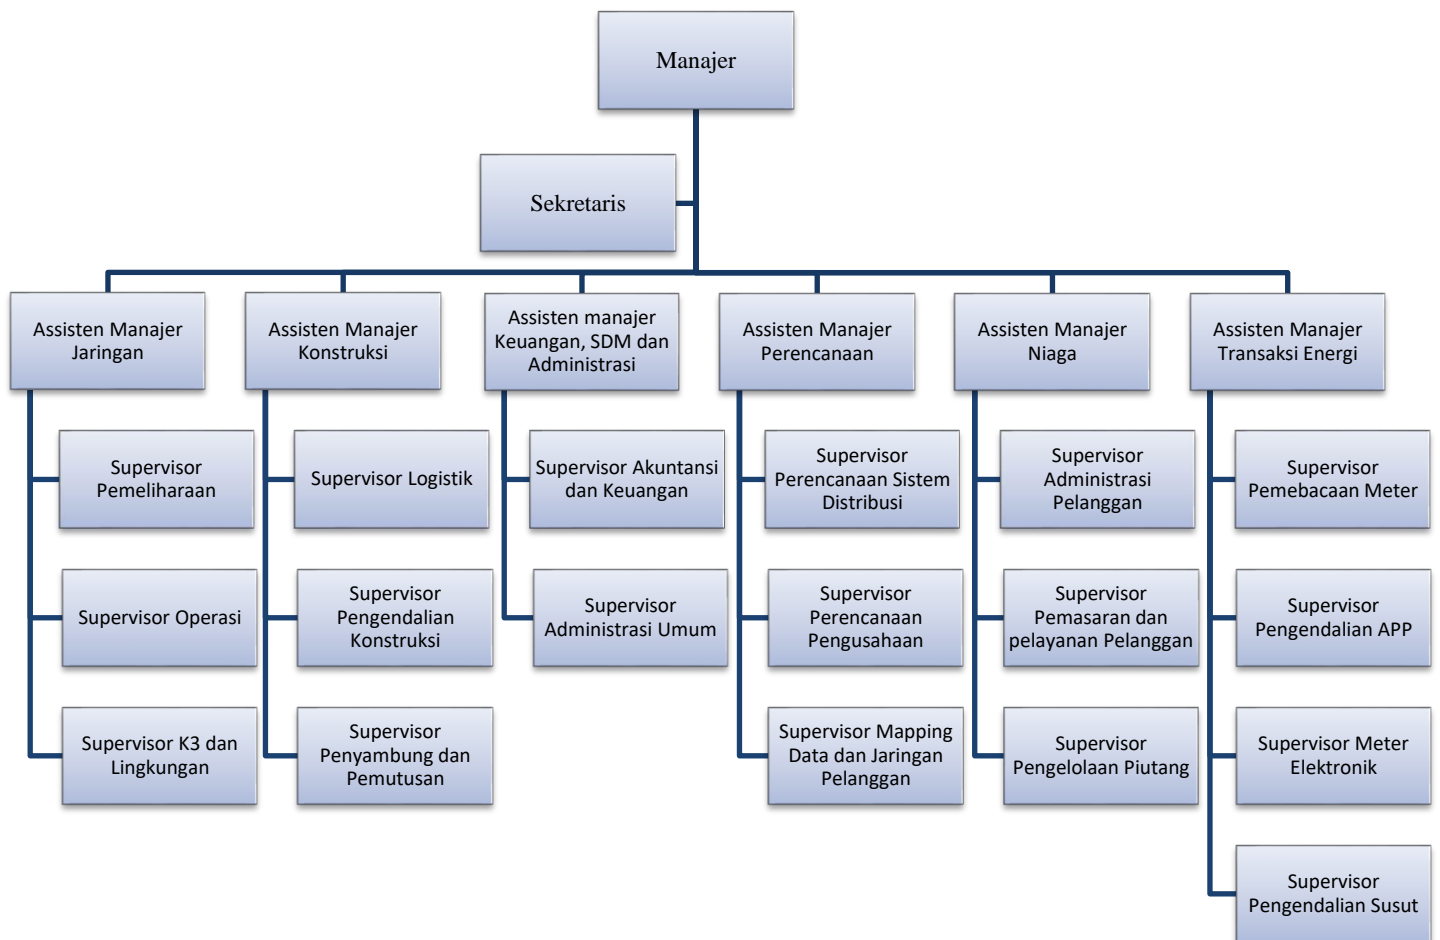 Manajer
Sekretaris
Assisten Manajer
Jaringan
Assisten Manajer
Konstruksi
Assisten manajer
Keuangan, SDM dan
Administrasi
Assisten Manajer
Perencanaan
Assisten Manajer
Niaga
Assisten Manajer
Transaksi Energi
Supervisor
Pemeliharaan
Supervisor Logistik
Supervisor Akuntansi
dan Keuangan
Supervisor
Perencanaan Sistem
Distribusi
Supervisor
Administrasi
Pelanggan
Supervisor
Pemebacaan Meter
Supervisor Operasi
Supervisor
Pengendalian
Konstruksi
Supervisor
Administrasi Umum
Supervisor
Perencanaan
Pengusahaan
Supervisor
Pemasaran dan
pelayanan Pelanggan
Supervisor
Pengendalian APP
Supervisor K3 dan
Lingkungan
Supervisor
Penyambung dan
Pemutusan
Supervisor Mapping
Data dan Jaringan
Pelanggan
Supervisor
Pengelolaan Piutang
Supervisor Meter
Elektronik
Supervisor
Pengendalian Susut